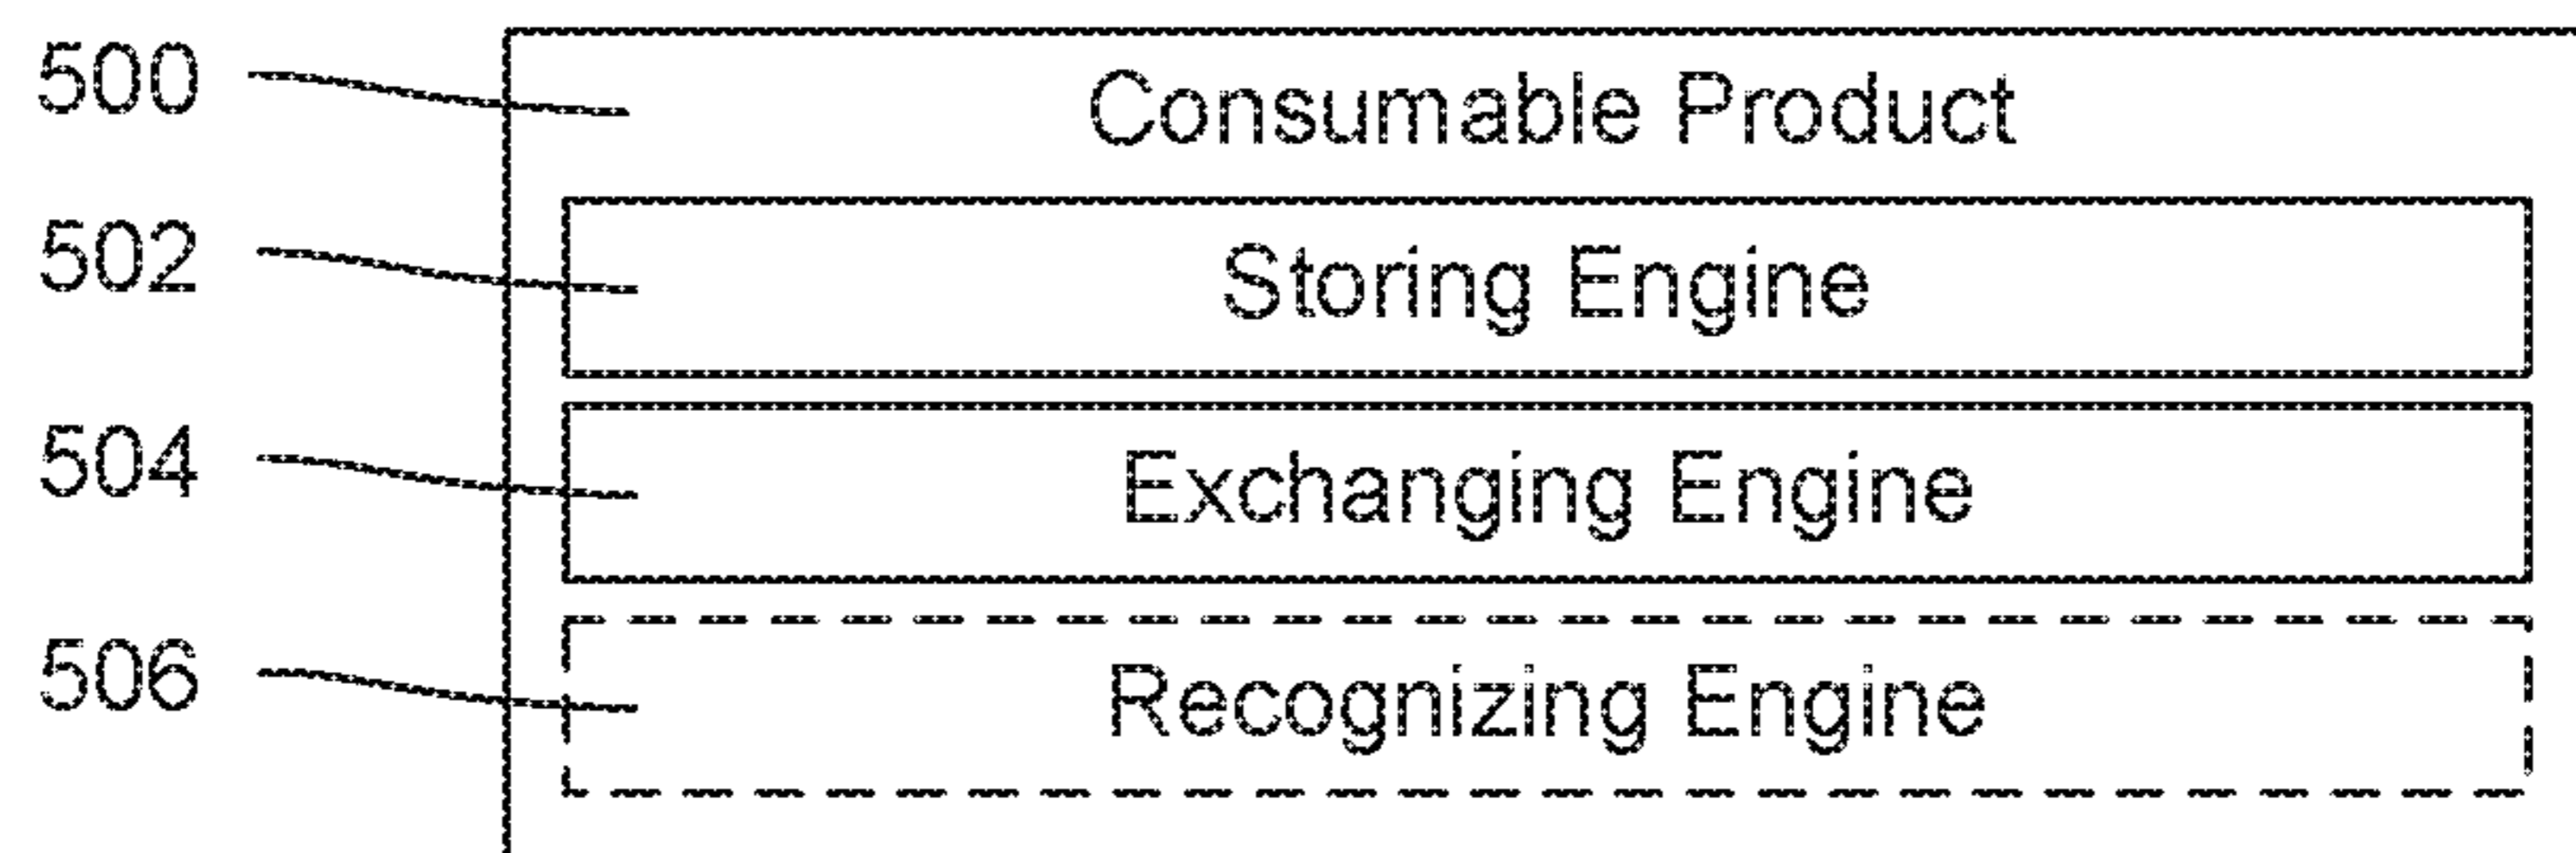 500 Consumable Product
502 Storing Engine
504 Exchanging Engine
506 Recognizing Engine